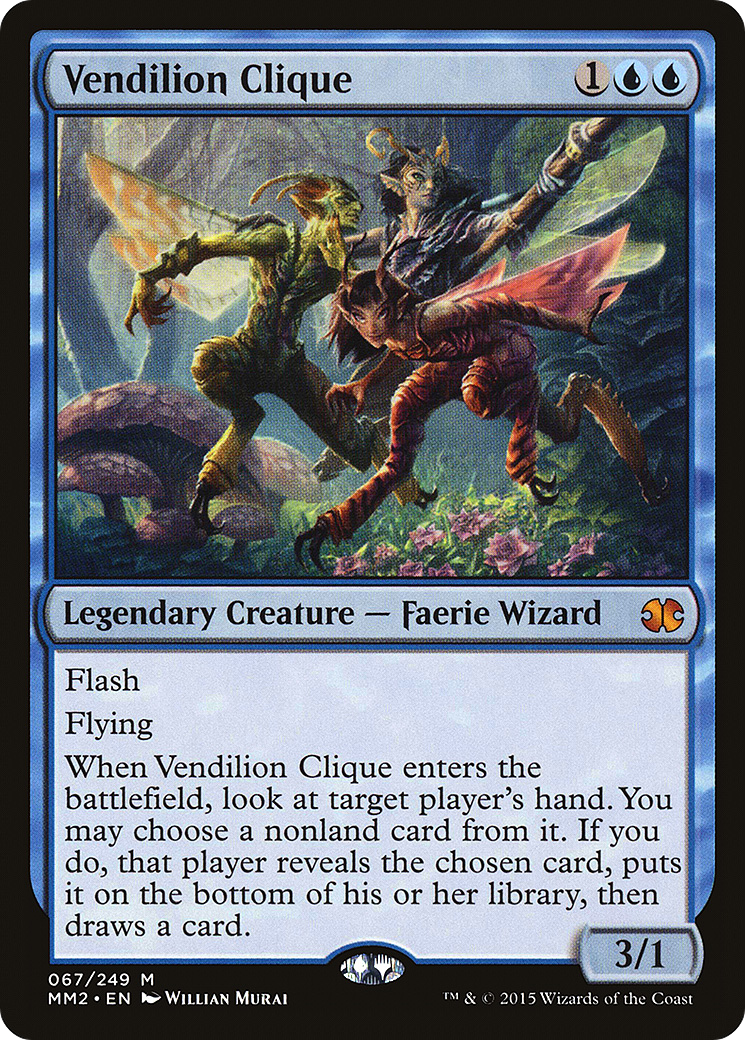 Vendilion Clique 1
Legendary Creature — Faerie Wizard
Flash
Flying
When Vendilion Clique enters the
battlefield, look at target player's hand. You
may choose a nonland card from it. If you
do, that player reveals the chosen card, puts
it on the bottom of his or her library, then
draws a card.
3/1
067/249 M
MM2 • EN Willian Murai
™ & © 2015 Wizards of the Coast